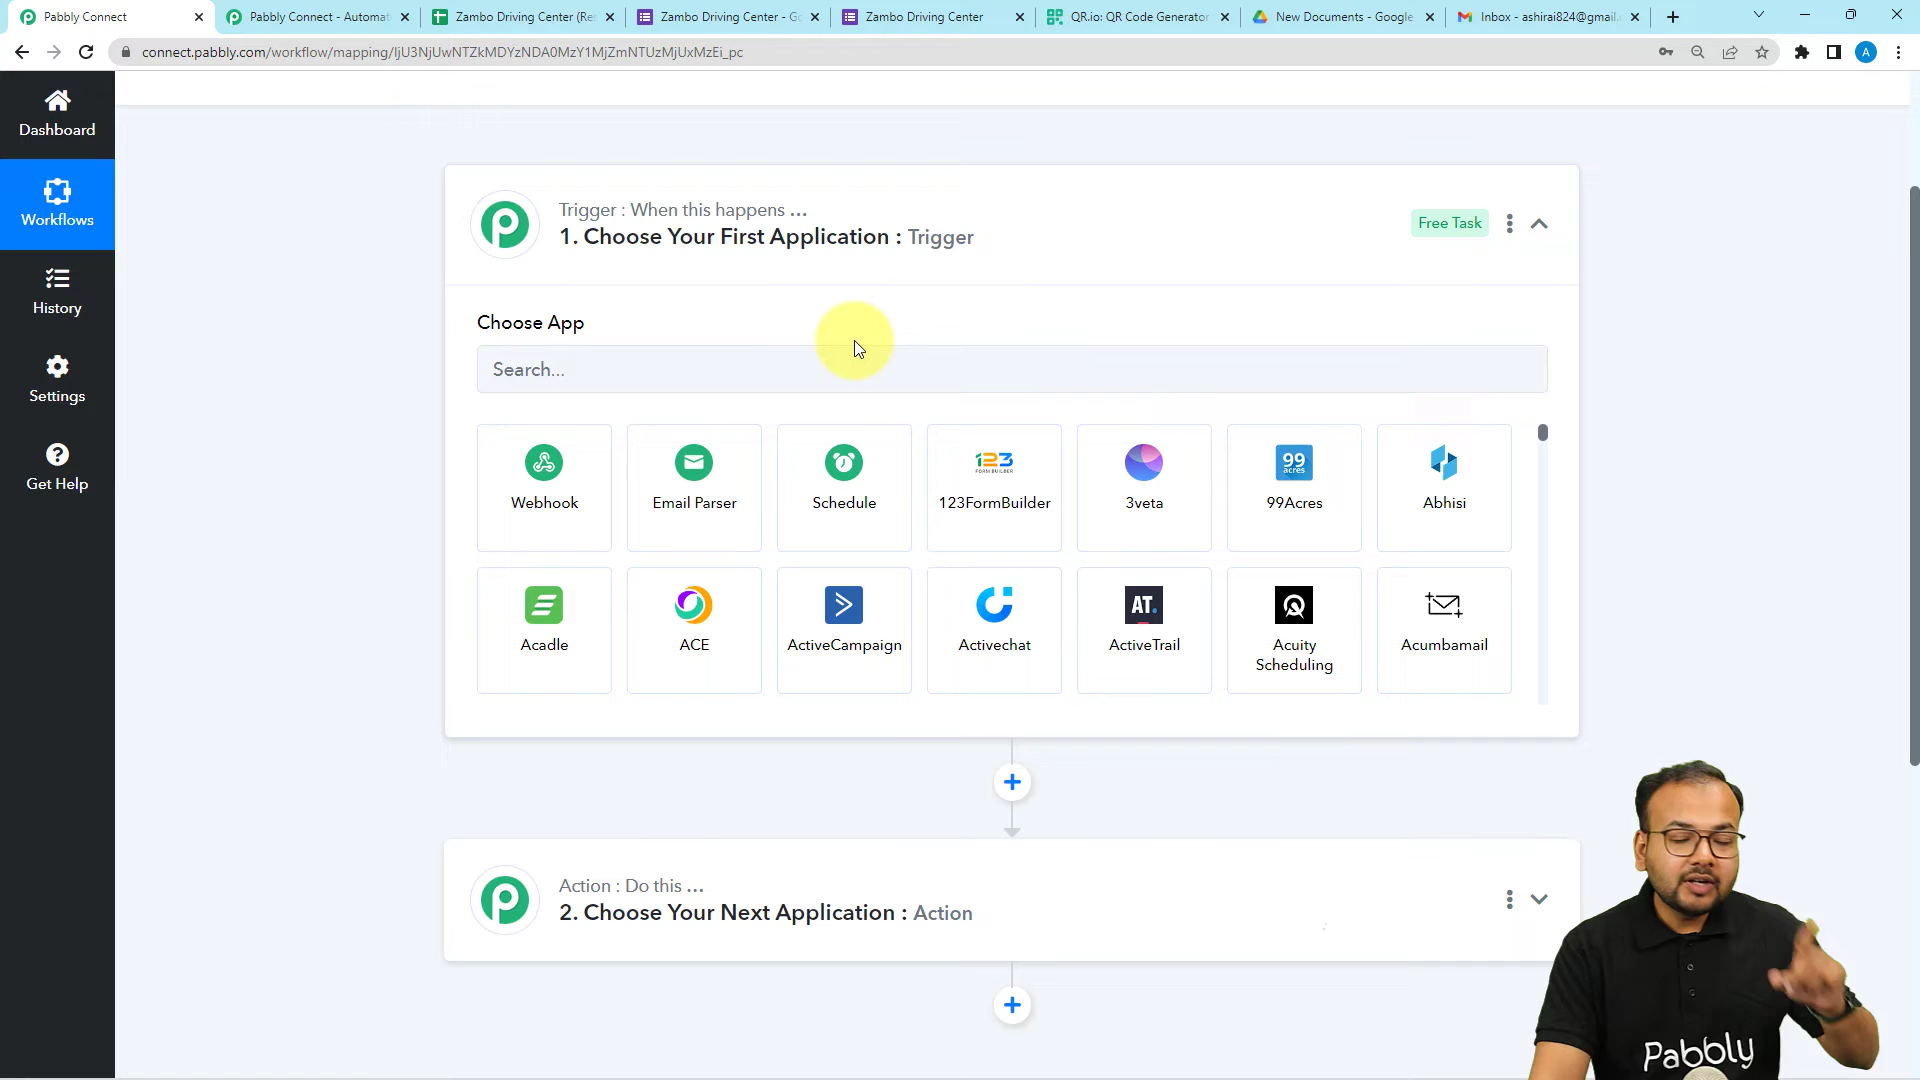 Pabbly Connect
Pabbly Connect - Automat
Zambo Driving Center (Res
Zambo Driving Center - Go
Zambo Driving Center
QR.io: QR Code Generator
New Documents - Google
Inbox - ashirai824@gmail.
connect.pabbly.com/workflow/mapping/IjU3NjUwNTZkMDYzNDA0MzY1MjZmNTUzMjUxMzEi_pc
A
Dashboard
Workflows
History
Settings
Get Help
Trigger : When this happens ...
1. Choose Your First Application : Trigger
Free Task
Choose App
Search...
Webhook
Email Parser
Schedule
123
FORM BUILDER
123FormBuilder
3veta
99
acres
99Acres
Abhisi
Acadle
ACE
ActiveCampaign
Activechat
AT.
ActiveTrail
Acuity
Scheduling
Acumbamail
Action : Do this ...
2. Choose Your Next Application : Action
Pabbly